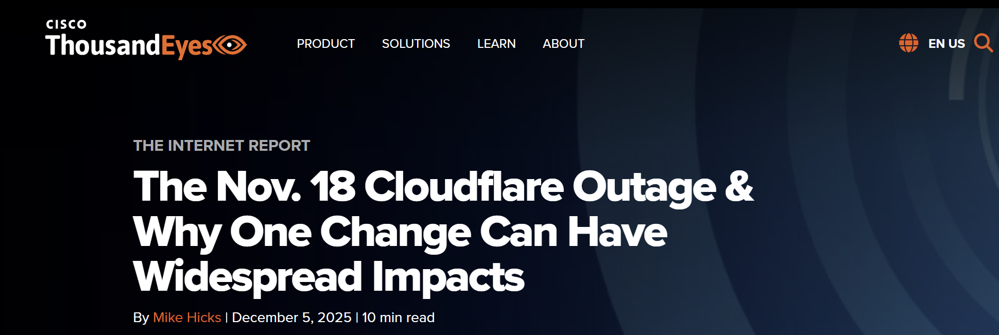 CISCO
ThousandEyes
PRODUCT SOLUTIONS LEARN ABOUT EN US
THE INTERNET REPORT
The Nov. 18 Cloudflare Outage &
Why One Change Can Have
Widespread Impacts
By Mike Hicks | December 5, 2025 | 10 min read